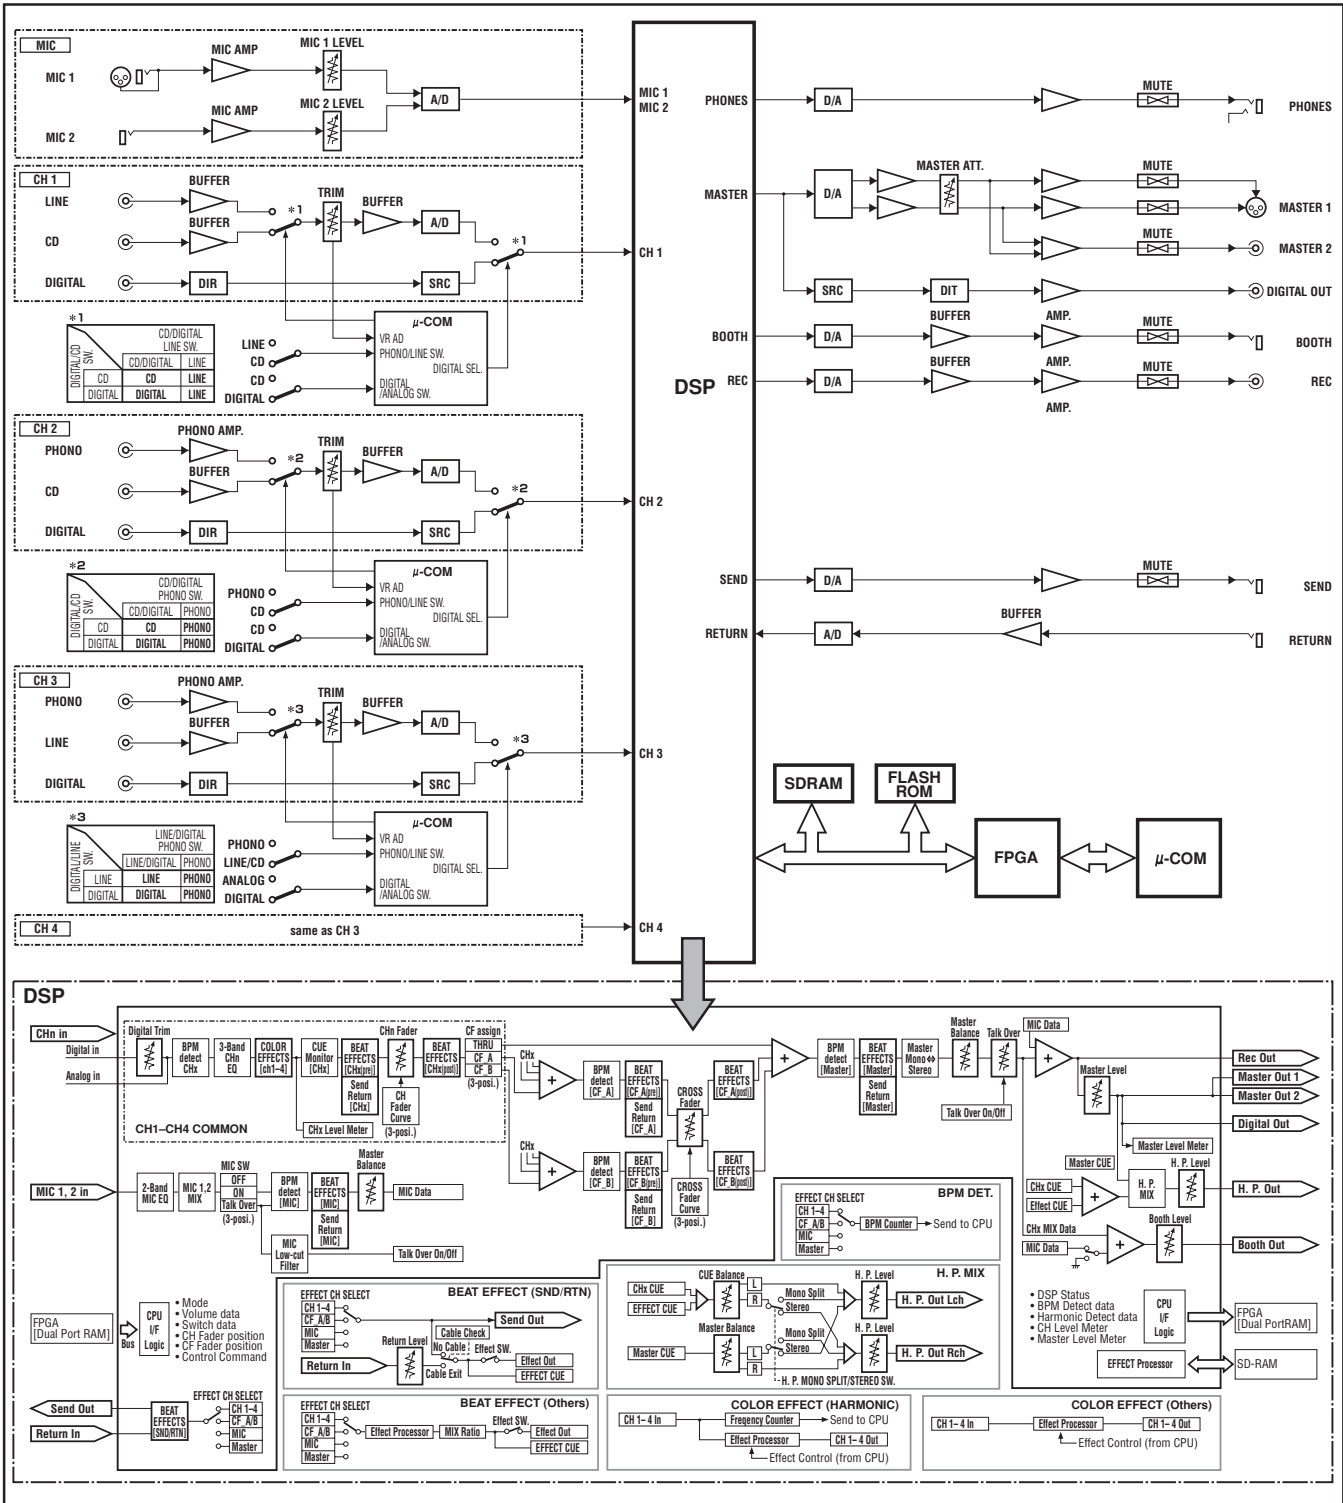 MIC
MIC 1
MIC AMP
MIC 1 LEVEL
MIC 2
MIC AMP
MIC 2 LEVEL
A/D
CH 1
LINE
BUFFER
CD
BUFFER
*1
TRIM
BUFFER
A/D
*1
DIGITAL
DIR
SRC
*1
CD/DIGITAL
LINE SW.
DIGITAL/CD
SW.
CD/DIGITAL LINE
CD CD LINE
DIGITAL DIGITAL LINE
LINE
CD
CD
DIGITAL
μ-COM
VR AD
PHONO/LINE SW.
DIGITAL SEL.
DIGITAL
/ANALOG SW.
CH 2
PHONO
PHONO AMP.
CD
BUFFER
*2
TRIM
BUFFER
A/D
*2
DIGITAL
DIR
SRC
*2
CD/DIGITAL
PHONO SW.
DIGITAL/CD
SW.
CD/DIGITAL PHONO
CD CD PHONO
DIGITAL DIGITAL PHONO
PHONO
CD
CD
DIGITAL
μ-COM
VR AD
PHONO/LINE SW.
DIGITAL SEL.
DIGITAL
/ANALOG SW.
CH 3
PHONO
PHONO AMP.
LINE
BUFFER
*3
TRIM
BUFFER
A/D
*3
DIGITAL
DIR
SRC
*3
LINE/DIGITAL
PHONO SW.
DIGITAL/LINE
SW.
LINE/DIGITAL PHONO
LINE LINE PHONO
DIGITAL DIGITAL PHONO
PHONO
LINE/CD
ANALOG
DIGITAL
μ-COM
VR AD
PHONO/LINE SW.
DIGITAL SEL.
DIGITAL
/ANALOG SW.
CH 4
same as CH 3
MIC 1
MIC 2
CH 1
CH 2
CH 3
CH 4
DSP
PHONES
D/A
MUTE
PHONES
MASTER
D/A
MASTER ATT.
MUTE
MASTER 1
MUTE
MASTER 2
SRC
DIT
DIGITAL OUT
BOOTH
D/A
BUFFER
AMP.
MUTE
BOOTH
REC
D/A
BUFFER
AMP.
MUTE
REC
AMP.
SEND
D/A
MUTE
SEND
RETURN
A/D
BUFFER
RETURN
SDRAM
FLASH
ROM
FPGA
μ-COM
DSP
CHn in
Digital in
Analog in
Digital Trim
BPM
detect
CHx
3-Band
CHn
EQ
COLOR
EFFECTS
[ch1–4]
CUE
Monitor
[CHx]
BEAT
EFFECTS
[CHx(pre)]
Send
Return
[CHx]
CHn Fader
CH
Fader
Curve
(3-posi.)
BEAT
EFFECTS
[CHx(post)]
CF assign
THRU
CF_A
CF_B
(3-posi.)
CHx Level Meter
CH1–CH4 COMMON
CHx
BPM
detect
[CF_A]
BEAT
EFFECTS
[CF_A(pre)]
Send
Return
[CF_A]
CROSS
Fader
BEAT
EFFECTS
[CF_A(post)]
CHx
BPM
detect
[CF_B]
BEAT
EFFECTS
[CF_B(pre)]
Send
Return
[CF_B]
CROSS
Fader
Curve
(3-posi.)
BEAT
EFFECTS
[CF_B(post)]
BPM
detect
[Master]
BEAT
EFFECTS
[Master]
Send
Return
[Master]
Master
Mono⇔
Stereo
Master
Balance
Talk Over
Talk Over On/Off
MIC Data
Master Level
Master Level Meter
Rec Out
Master Out 1
Master Out 2
Digital Out
Master CUE
CHx CUE
Effect CUE
H. P.
MIX
H. P. Level
H. P. Out
CHx MIX Data
MIC Data
Booth Level
Booth Out
MIC 1, 2 in
2-Band
MIC EQ
MIC 1,2
MIX
MIC SW
OFF
ON
Talk Over
(3-posi.)
BPM
detect
[MIC]
BEAT
EFFECTS
[MIC]
Send
Return
[MIC]
Master
Balance
MIC Data
MIC
Low-cut
Filter
Talk Over On/Off
BPM DET.
EFFECT CH SELECT
CH 1–4
CF_A/B
MIC
Master
BPM Counter
Send to CPU
FPGA
[Dual Port RAM]
Bus
CPU
I/F
Logic
• Mode
• Volume data
• Switch data
• CH Fader position
• CF Fader position
• Control Command
Send Out
Return In
BEAT
EFFECTS
[SND/RTN]
EFFECT CH SELECT
CH 1–4
CF_A/B
MIC
Master
BEAT EFFECT (SND/RTN)
EFFECT CH SELECT
CH 1–4
CF_A/B
MIC
Master
Send Out
Cable Check
No Cable
Return Level
Return In
Cable Exit
Effect SW.
Effect Out
EFFECT CUE
BEAT EFFECT (Others)
EFFECT CH SELECT
CH 1–4
CF_A/B
MIC
Master
Effect Processor
MIX Ratio
Effect SW.
Effect Out
EFFECT CUE
H. P. MIX
CHx CUE
EFFECT CUE
CUE Balance
L
R
Mono Split
Stereo
H. P. Level
H. P. Out Lch
Master CUE
Master Balance
L
R
Mono Split
Stereo
H. P. Level
H. P. Out Rch
H. P. MONO SPLIT/STEREO SW.
COLOR EFFECT (HARMONIC)
CH 1– 4 In
Freqency Counter
Send to CPU
Effect Processor
CH 1– 4 Out
Effect Control (from CPU)
COLOR EFFECT (Others)
CH 1– 4 In
Effect Processor
CH 1– 4 Out
Effect Control (from CPU)
• DSP Status
• BPM Detect data
• Harmonic Detect data
• CH Level Meter
• Master Level Meter
CPU
I/F
Logic
FPGA
[Dual PortRAM]
EFFECT Processor
SD-RAM